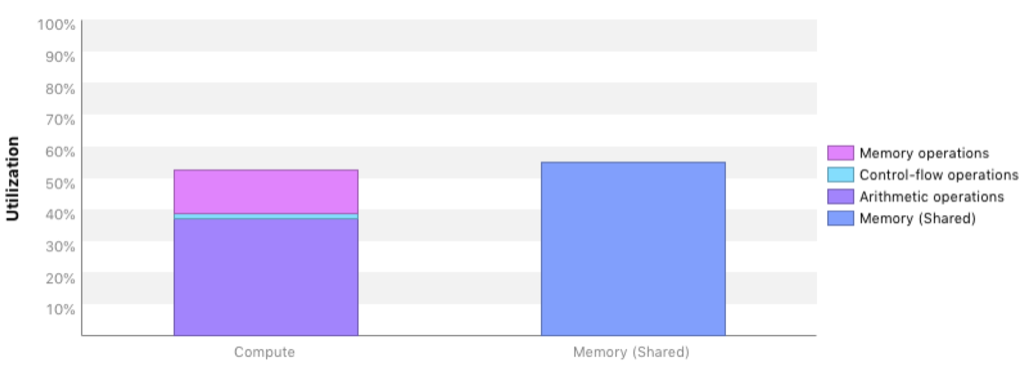 100%
90%
80%
70%
60%
50%
40%
30%
20%
10%
Utilization
Compute
Memory (Shared)
Memory operations
Control-flow operations
Arithmetic operations
Memory (Shared)